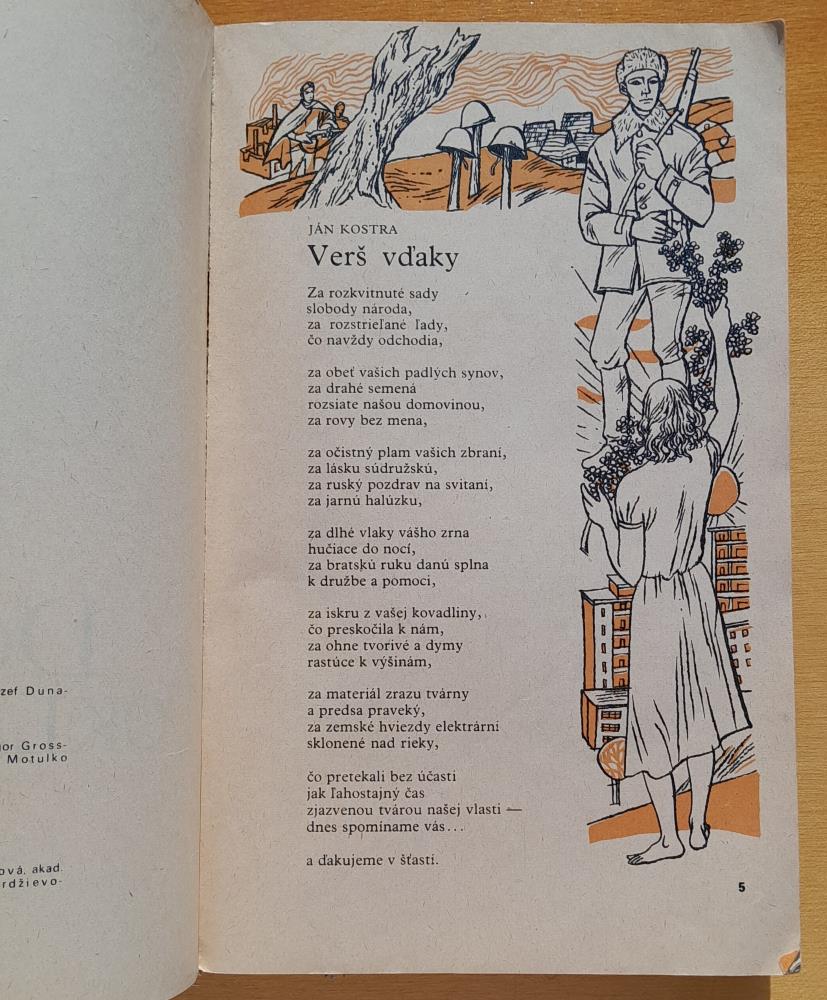 zef Duna-
gor Gross-
Motulko
ová, akad.
rdžievo-
JÁN KOSTRA
Verš vďaky
Za rozkvitnuté sady
slobody národa,
za rozstrieľané ľady,
čo navždy odchodia,
za obeť vašich padlých synov,
za drahé semená
rozsiate našou domovinou,
za rovy bez mena,
za očistný plam vašich zbraní,
za lásku súdružskú,
za ruský pozdrav na svitaní,
za jarnú halúzku,
za dlhé vlaky vášho zrna
hučiace do nocí,
za bratskú ruku danú splna
k družbe a pomoci,
za iskru z vašej kovadliny,
čo preskočila k nám,
za ohne tvorivé a dymy
rastúce k výšinám,
za materiál zrazu tvárny
a predsa praveký,
za zemské hviezdy elektrární
sklonené nad rieky,
čo pretekali bez účasti
jak ľahostajný čas
zjazvenou tvárou našej vlasti —
dnes spomíname vás...
a ďakujeme v šťastí.
5